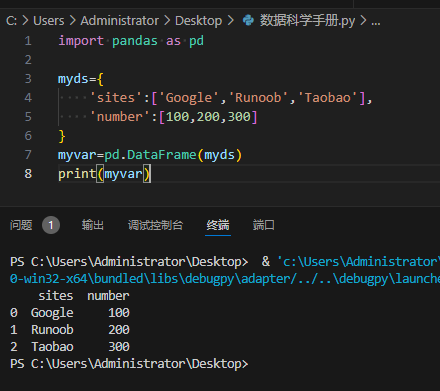 C: > Users > Administrator > Desktop > 数据科学手册.py > ...
1 import pandas as pd
2
3 myds={
4 ····'sites':['Google','Runoob','Taobao'],
5 ····'number':[100,200,300]
6 }
7 myvar=pd.DataFrame(myds)
8 print(myvar)
问题 1 输出 调试控制台 终端 端口
PS C:\Users\Administrator\Desktop>  & 'c:\Users\Administrator\
0-win32-x64\bundled\libs\debugpy\adapter/../..\debugpy\launche
    sites  number
0  Google     100
1  Runoob     200
2  Taobao     300
PS C:\Users\Administrator\Desktop>